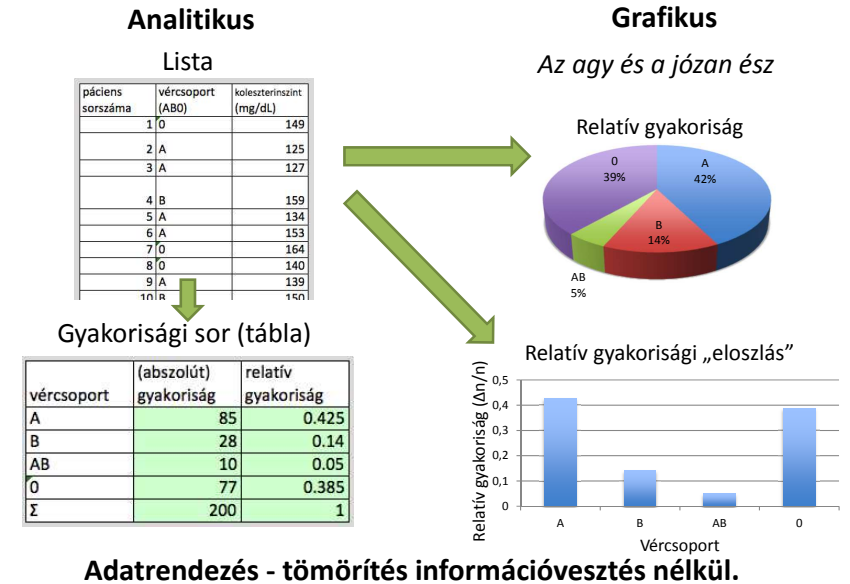 Analitikus
Lista
páciens sorszáma vércsoport (AB0) koleszterinszint (mg/dL)
1 0 149
2 A 125
3 A 127
4 B 159
5 A 134
6 A 153
7 0 164
8 0 140
9 A 139
10 B 150
Gyakorisági sor (tábla)
vércsoport (abszolút) gyakoriság relatív gyakoriság
A 85 0.425
B 28 0.14
AB 10 0.05
0 77 0.385
Σ 200 1
Grafikus
Az agy és a józan ész
Relatív gyakoriság
0
39%
A
42%
B
14%
AB
5%
Relatív gyakorisági „eloszlás”
Relatív gyakoriság (Δn/n)
0,5
0,4
0,3
0,2
0,1
0
A B AB 0
Vércsoport
Adatrendezés - tömörítés információvesztés nélkül.